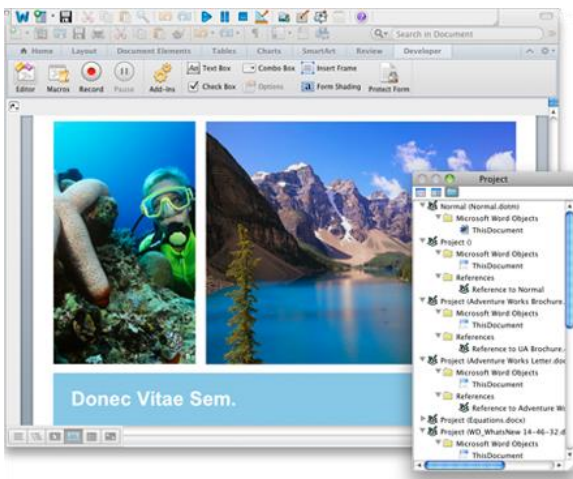 Search in Document
Home Layout Document Elements Tables Charts SmartArt Review Developer
Editor Macros Record Pause Add-Ins
Text Box Combo Box Insert Frame
Check Box Options Form Shading Protect Form
Donec Vitae Sem.
Project
Normal (Normal.dotm)
Microsoft Word Objects
ThisDocument
Project ()
Microsoft Word Objects
ThisDocument
References
Reference to Normal
Project (Adventure Works Brochure.
Microsoft Word Objects
ThisDocument
References
Reference to UA Brochure.
Project (Adventure Works Letter.do
Microsoft Word Objects
ThisDocument
References
Reference to Adventure Wo
Project (Equations.docx)
Project (WD_WhatsNew 14-46-32.d
Microsoft Word Objects
ThisDocument